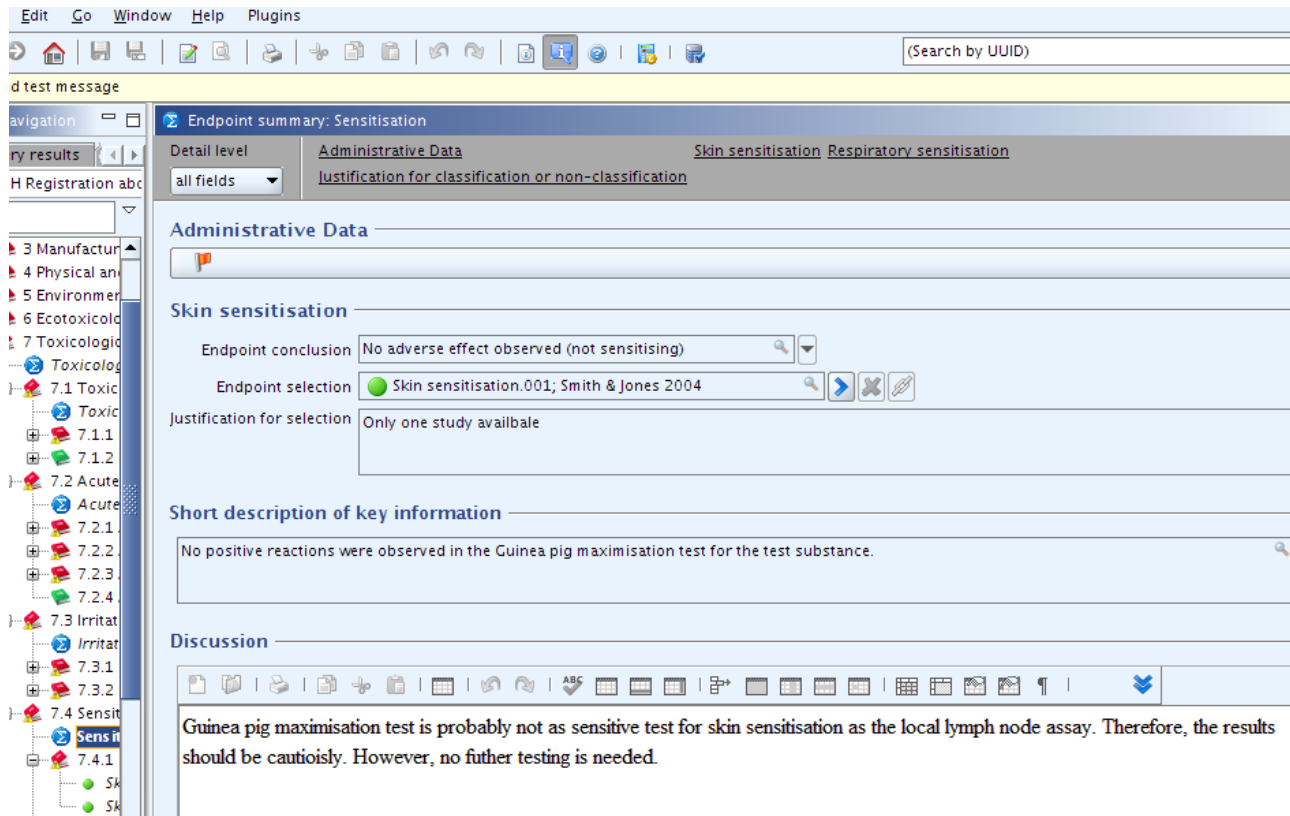 Edit Go Window Help Plugins
(Search by UUID)
d test message
avigation
Endpoint summary: Sensitisation
ry results
Detail level
Administrative Data
Skin sensitisation Respiratory sensitisation
H Registration abc
all fields
Justification for classification or non-classification
Administrative Data
3 Manufactur
4 Physical an
5 Environmer
6 Ecotoxicolo
7 Toxicologic
Toxicolog
7.1 Toxic
Toxic
7.1.1
7.1.2
7.2 Acute
Acute
7.2.1
7.2.2
7.2.3
7.2.4
7.3 Irritat
Irritat
7.3.1
7.3.2
7.4 Sensit
Sensit
7.4.1
Sk
Sk
Skin sensitisation
Endpoint conclusion No adverse effect observed (not sensitising)
Endpoint selection Skin sensitisation.001; Smith & Jones 2004
Justification for selection Only one study availbale
Short description of key information
No positive reactions were observed in the Guinea pig maximisation test for the test substance.
Discussion
ABC
Guinea pig maximisation test is probably not as sensitive test for skin sensitisation as the local lymph node assay. Therefore, the results
should be cautioisly. However, no futher testing is needed.